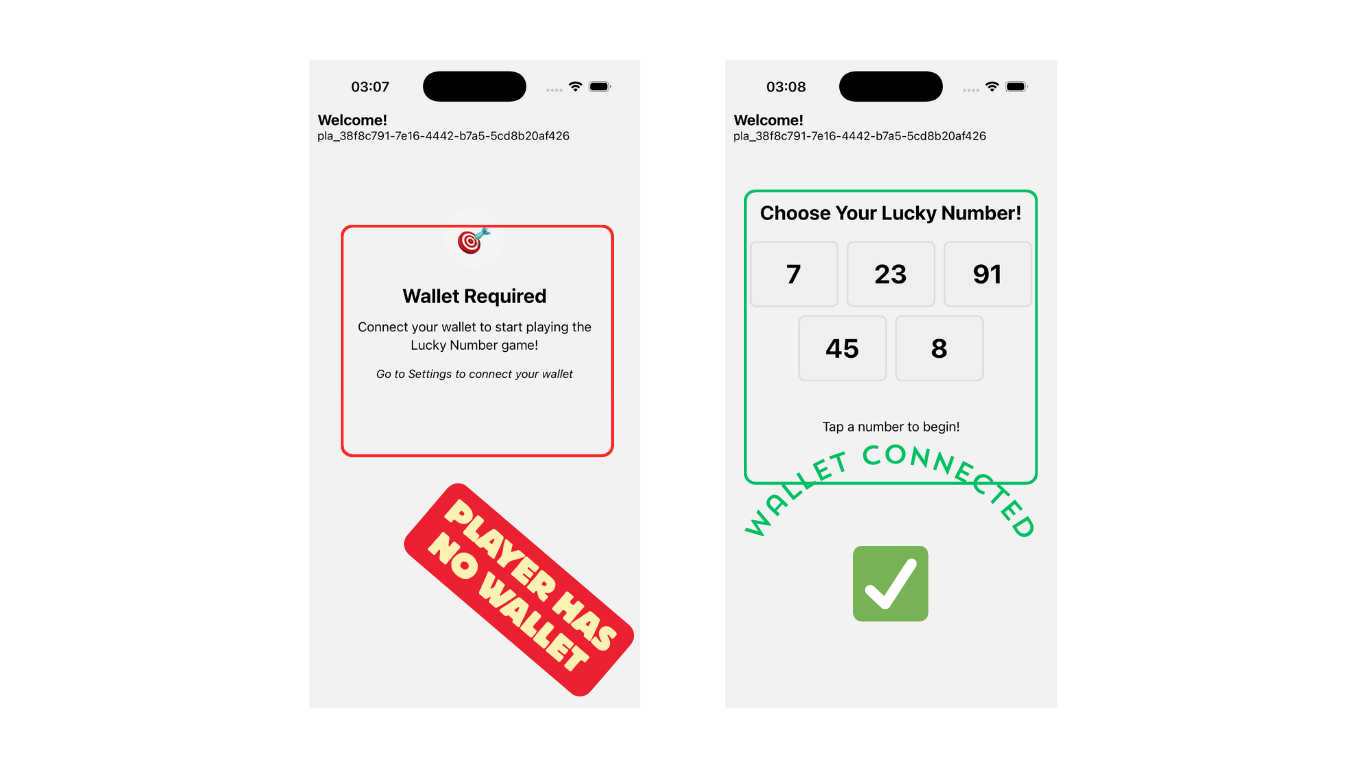 03:07
Welcome!
pla_38f8c791-7e16-4442-b7a5-5cd8b20af426
Wallet Required
Connect your wallet to start playing the
Lucky Number game!
Go to Settings to connect your wallet
PLAYER HAS
NO WALLET
03:08
Welcome!
pla_38f8c791-7e16-4442-b7a5-5cd8b20af426
Choose Your Lucky Number!
7 23 91
45 8
Tap a number to begin!
WALLET CONNECTED